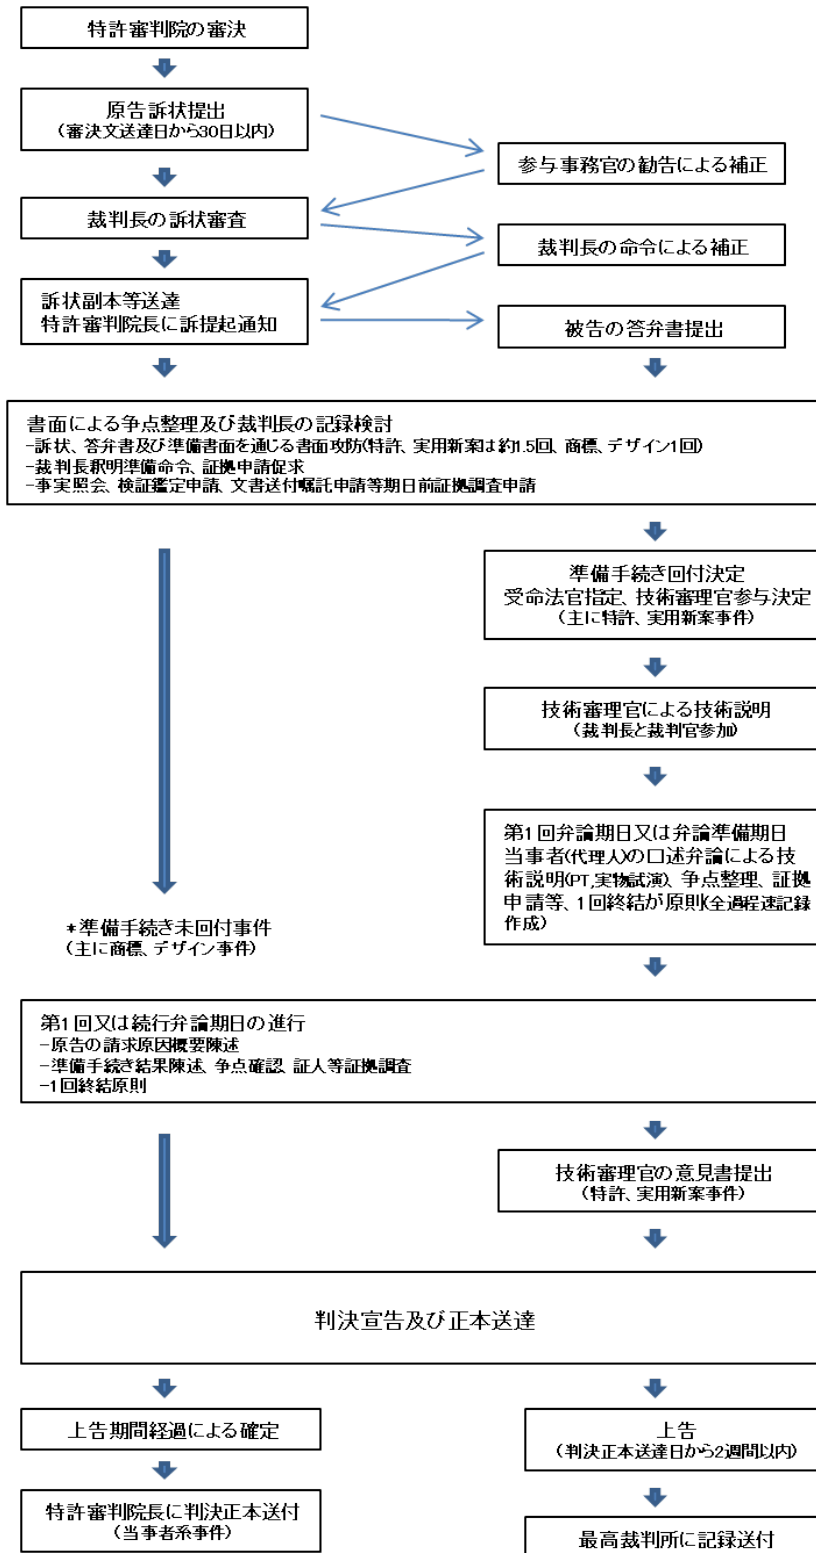 特許審判院の審決
原告訴状提出
(審決文送達日から30日以内)
参与事務官の勧告による補正
裁判長の訴状審査
裁判長の命令による補正
訴状副本等送達
特許審判院長に訴提起通知
被告の答弁書提出
書面による争点整理及び裁判長の記録検討
-訴状、答弁書及び準備書面を通じる書面攻防(特許、実用新案は約1.5回、商標、デザイン1回)
-裁判長釈明準備命令、証拠申請促求
-事実照会、検証鑑定申請、文書送付嘱託申請等期日前証拠調査申請
準備手続き回付決定
受命法官指定、技術審理官参与決定
(主に特許、実用新案事件)
技術審理官による技術説明
(裁判長と裁判官参加)
第1回弁論期日又は弁論準備期日
当事者(代理人)の口述弁論による技
術説明(PT,実物試演)、争点整理、証拠
申請等、1回終結が原則(全過程速記録
作成)
*準備手続き未回付事件
(主に商標、デザイン事件)
第1回又は続行弁論期日の進行
-原告の請求原因概要陳述
-準備手続き結果陳述、争点確認、証人等証拠調査
-1回終結原則
技術審理官の意見書提出
(特許、実用新案事件)
判決宣告及び正本送達
上告期間経過による確定
上告
(判決正本送達日から2週間以内)
特許審判院長に判決正本送付
(当事者系事件)
最高裁判所に記録送付